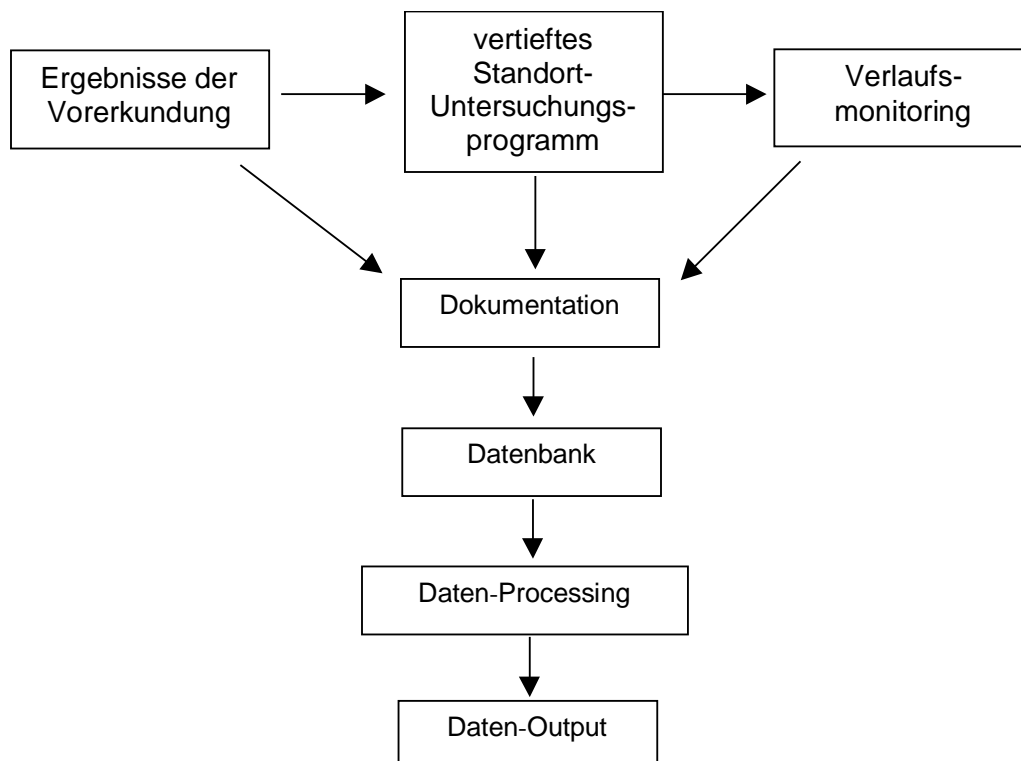 Ergebnisse der
Vorerkundung
vertieftes
Standort-
Untersuchungs-
programm
Verlaufs-
monitoring
Dokumentation
Datenbank
Daten-Processing
Daten-Output